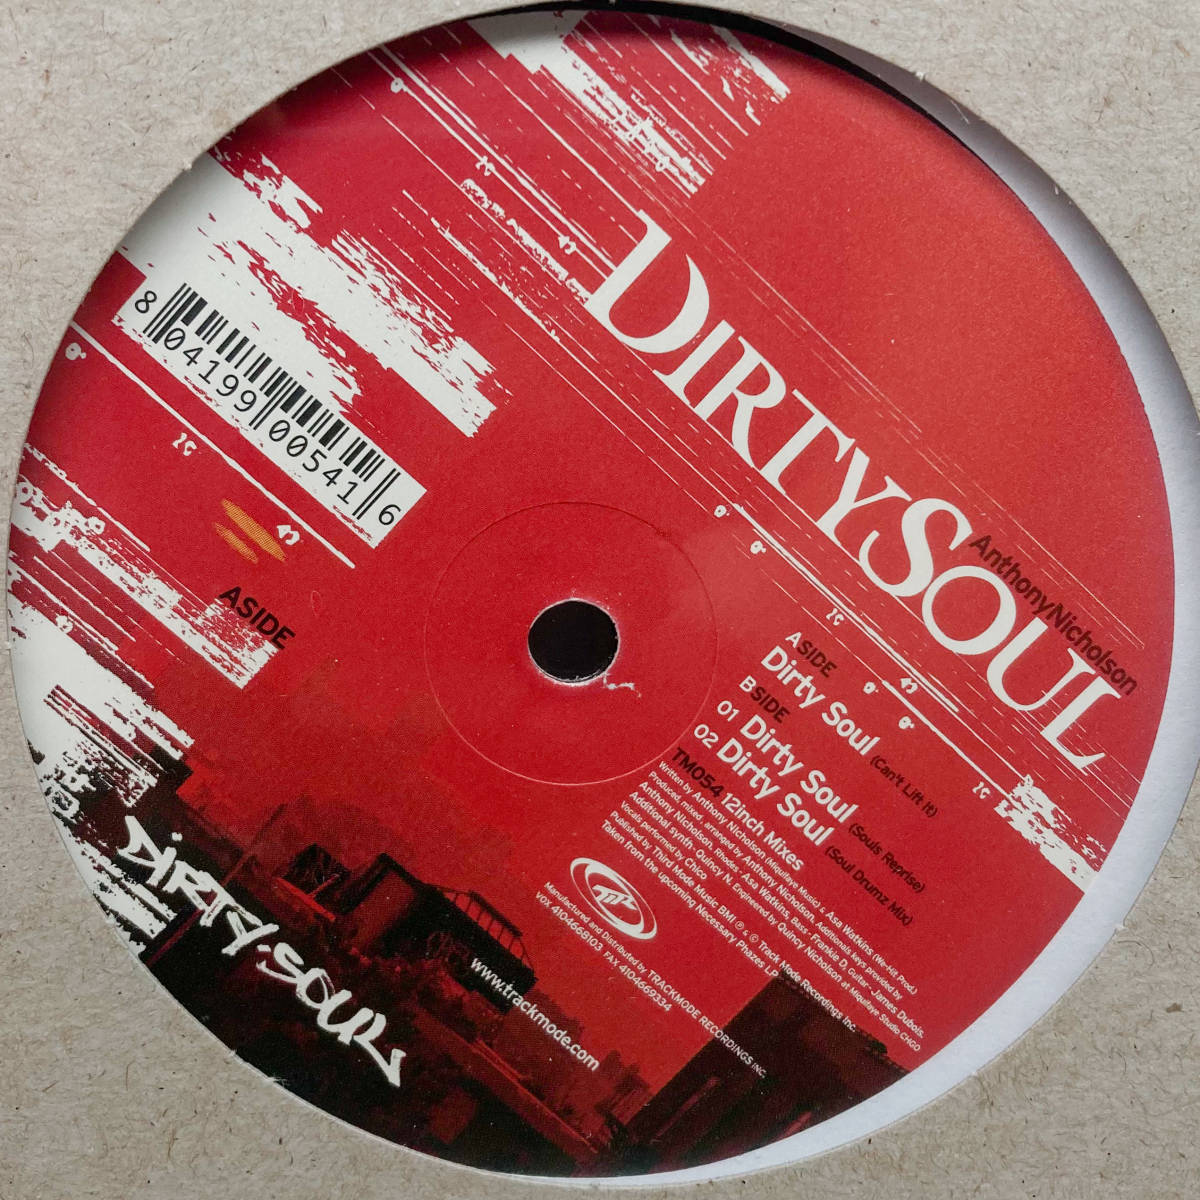 DIRTYSOUL
AnthonyNicholson
8 04199 00541 6
ASIDE
ASIDE
Dirty Soul (Can't Lift It)
BSIDE
01 Dirty Soul (Souls Reprise)
02 Dirty Soul (Soul Drumz Mix)
TM054 12inch Mixes
Written by Anthony Nicholson (Miquifaye Music) & Asa Watkins (We-Hit Prod.)
Produced, mixed, arranged by Anthony Nicholson, Additional keys provided by
Anthony Nicholson, Rhodes - Asa Watkins, Bass - Frankie D, Guitar - James Dubois,
Additional synth - Quincy N. Engineered by Quincy Nicholson at Miquifaye Studio CHGO
Vocals performed by Chico
Published by Third Mode Music BMI ℗ & © Track Mode Recordings Inc.
Taken from the upcoming Necessary Phazes LP
Manufactured and Distributed by TRACKMODE RECORDINGS INC.
VOX 4104668103 FAX 4104669334
www.trackmode.com
DIRTY·SOUL